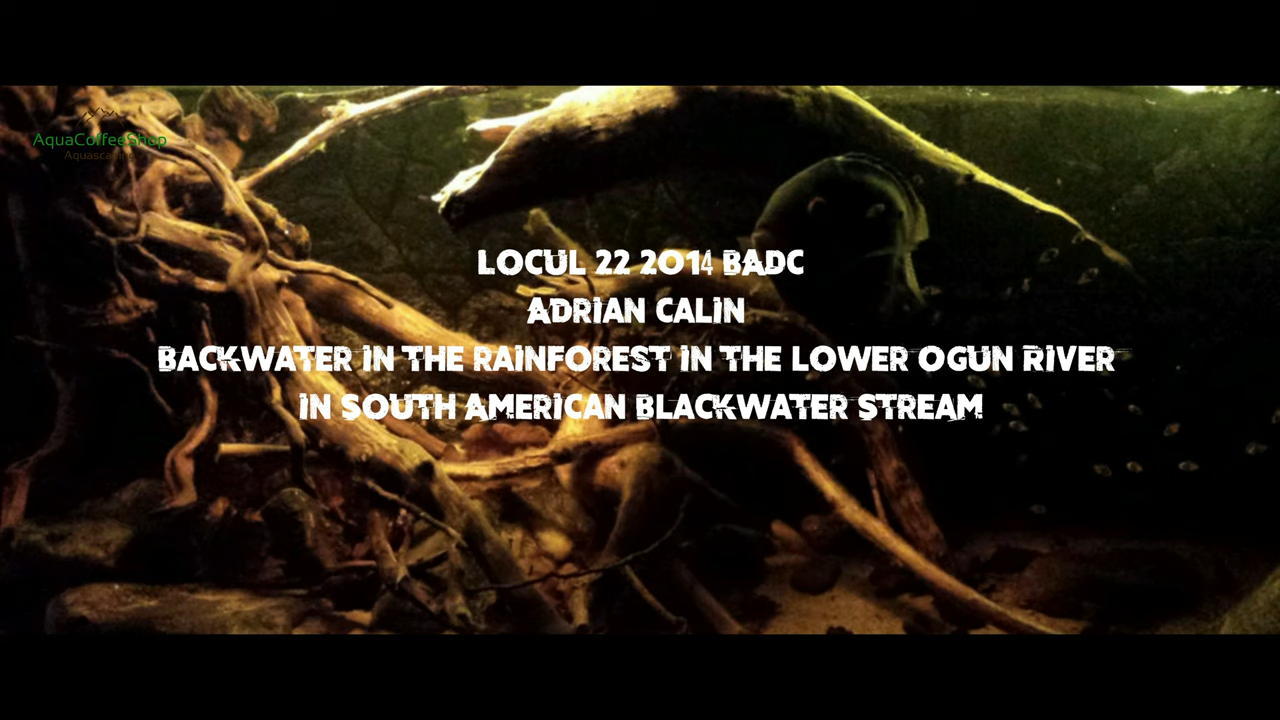 AquaCoffeeShop
Aquascaping
LOCUL 22 2014 BADC
ADRIAN CALIN
BACKWATER IN THE RAINFOREST IN THE LOWER OGUN RIVER
IN SOUTH AMERICAN BLACKWATER STREAM